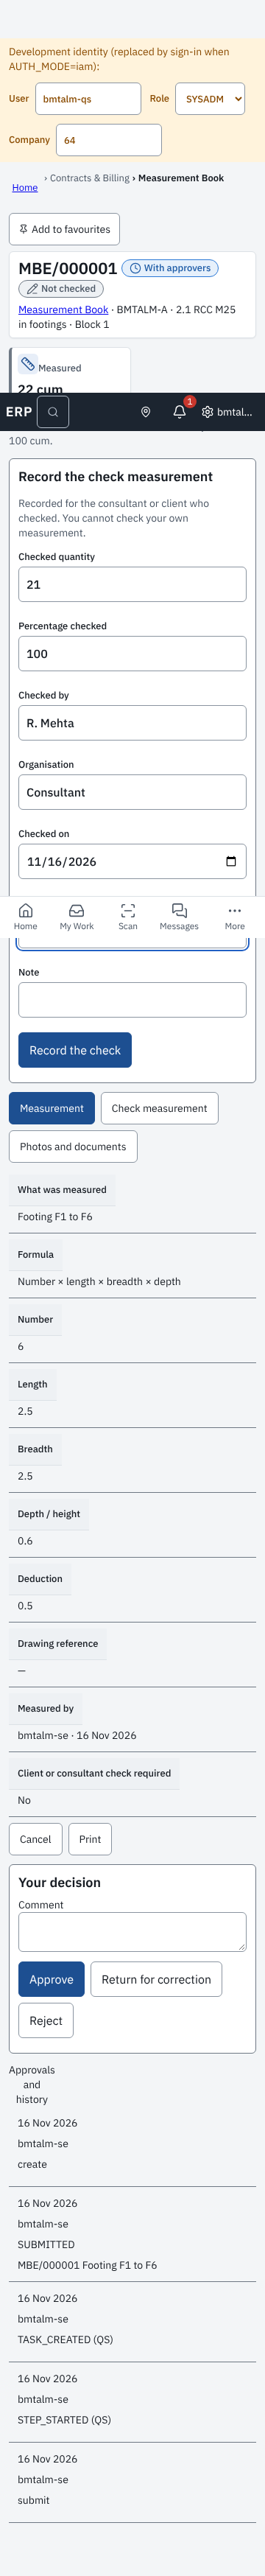 Development identity (replaced by sign-in when
AUTH_MODE=iam):
User bmtalm-qs Role SYSADM
Company 64
Home › Contracts & Billing › Measurement Book
Add to favourites
MBE/000001 With approvers
Not checked
Measurement Book · BMTALM-A · 2.1 RCC M25
in footings · Block 1
Measured
22 cum
ERP 1 bmtal...
100 cum.
Record the check measurement
Recorded for the consultant or client who
checked. You cannot check your own
measurement.
Checked quantity
21
Percentage checked
100
Checked by
R. Mehta
Organisation
Consultant
Checked on
11/16/2026
Home My Work Scan Messages More
Note
Record the check
Measurement Check measurement
Photos and documents
What was measured
Footing F1 to F6
Formula
Number × length × breadth × depth
Number
6
Length
2.5
Breadth
2.5
Depth / height
0.6
Deduction
0.5
Drawing reference
—
Measured by
bmtalm-se · 16 Nov 2026
Client or consultant check required
No
Cancel Print
Your decision
Comment
Approve Return for correction
Reject
Approvals
and
history
16 Nov 2026
bmtalm-se
create
16 Nov 2026
bmtalm-se
SUBMITTED
MBE/000001 Footing F1 to F6
16 Nov 2026
bmtalm-se
TASK_CREATED (QS)
16 Nov 2026
bmtalm-se
STEP_STARTED (QS)
16 Nov 2026
bmtalm-se
submit